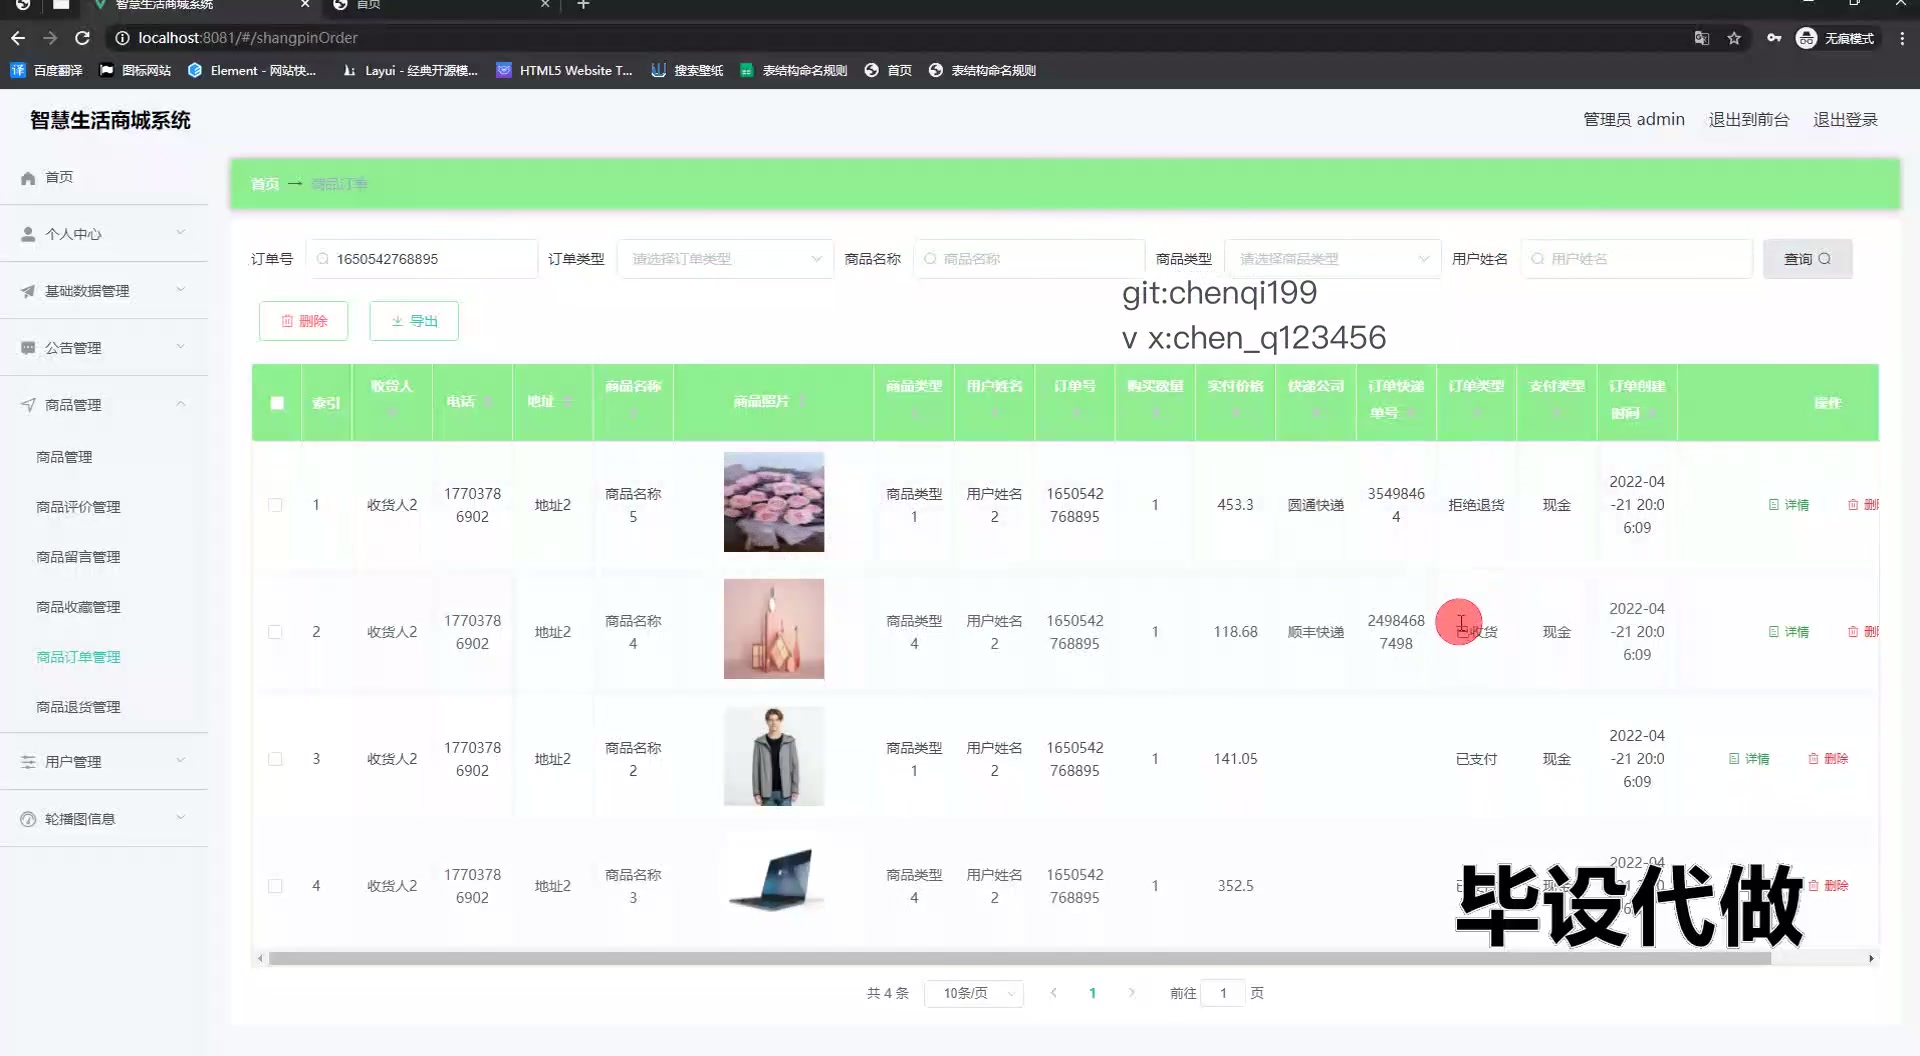 智慧生活商城系统
首页
localhost:8081/#/shangpinOrder
无痕模式
百度翻译
图标网站
Element - 网站快...
Layui - 经典开源模...
HTML5 Website T...
搜索壁纸
表结构命名规则
首页
表结构命名规则
智慧生活商城系统
管理员 admin
退出到前台
退出登录
首页
个人中心
基础数据管理
公告管理
商品管理
商品管理
商品评价管理
商品留言管理
商品收藏管理
商品订单管理
商品退货管理
用户管理
轮播图信息
首页 → 商品订单
订单号 1650542768895 订单类型 请选择订单类型 商品名称 商品名称 商品类型 请选择商品类型 用户姓名 用户姓名 查询
git:chenqi199
v x:chen_q123456
删除 导出
索引 收货人 电话 地址 商品名称 商品照片 商品类型 用户姓名 订单号 购买数量 实付价格 快递公司 订单快递单号 订单类型 支付类型 订单创建时间 操作
1 收货人2 17703786902 地址2 商品名称5 商品类型1 用户姓名2 1650542768895 1 453.3 圆通快递 35498464 拒绝退货 现金 2022-04-21 20:06:09 详情 删
2 收货人2 17703786902 地址2 商品名称4 商品类型4 用户姓名2 1650542768895 1 118.68 顺丰快递 24984687498 已收货 现金 2022-04-21 20:06:09 详情 删
3 收货人2 17703786902 地址2 商品名称2 商品类型1 用户姓名2 1650542768895 1 141.05 已支付 现金 2022-04-21 20:06:09 详情 删除
4 收货人2 17703786902 地址2 商品名称3 商品类型4 用户姓名2 1650542768895 1 352.5 2022-04 删除
毕设代做
共 4 条 10条/页 1 前往 1 页